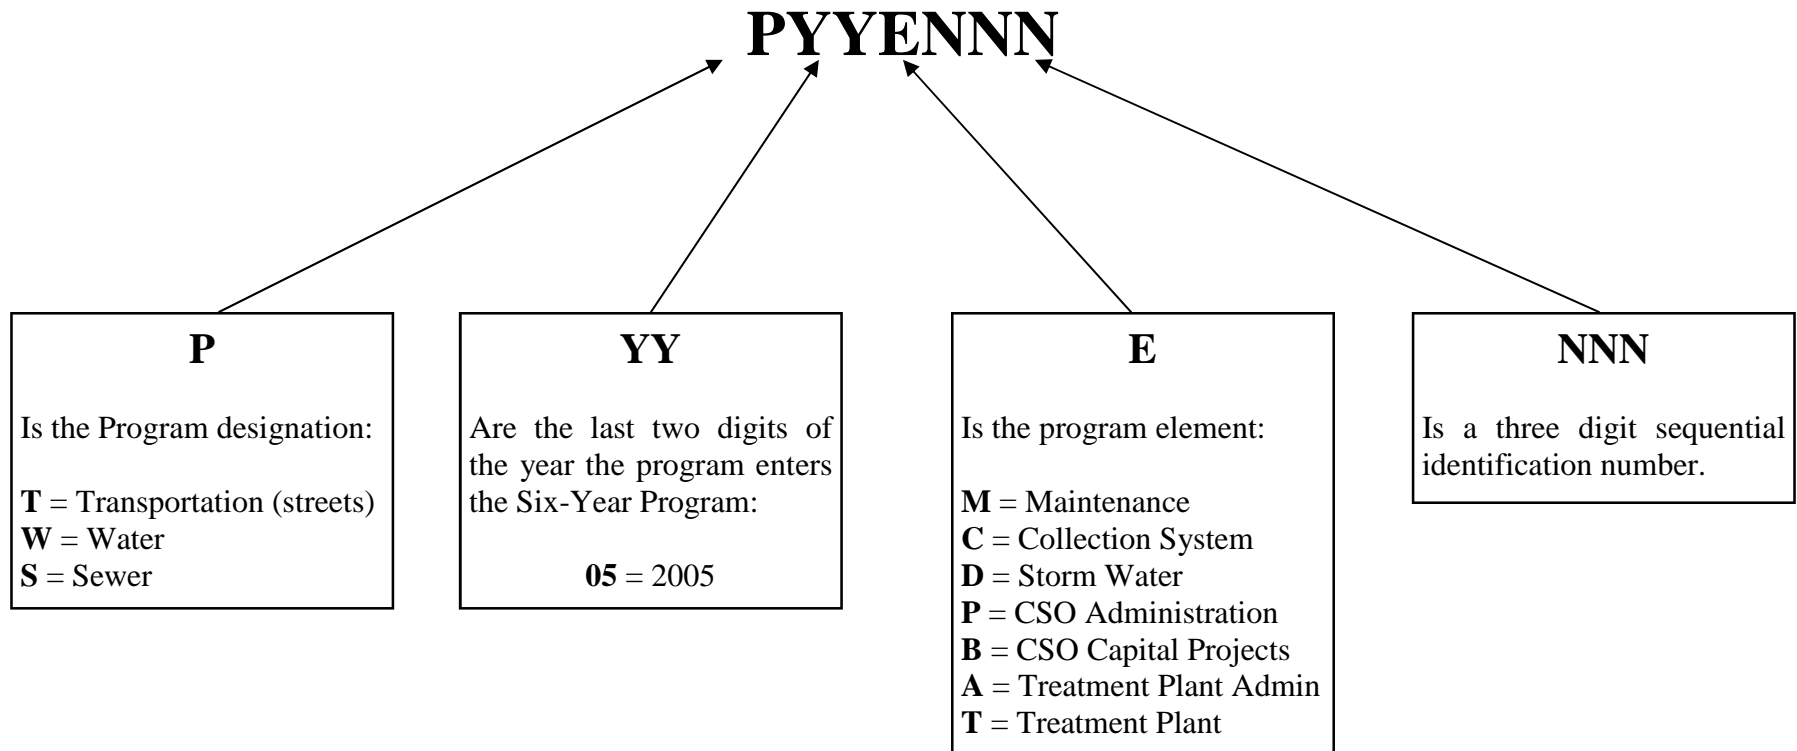 PYYENNN
P
Is the Program designation:
T = Transportation (streets)
W = Water
S = Sewer
YY
Are the last two digits of
the year the program enters
the Six-Year Program:
05 = 2005
E
Is the program element:
M = Maintenance
C = Collection System
D = Storm Water
P = CSO Administration
B = CSO Capital Projects
A = Treatment Plant Admin
T = Treatment Plant
NNN
Is a three digit sequential
identification number.